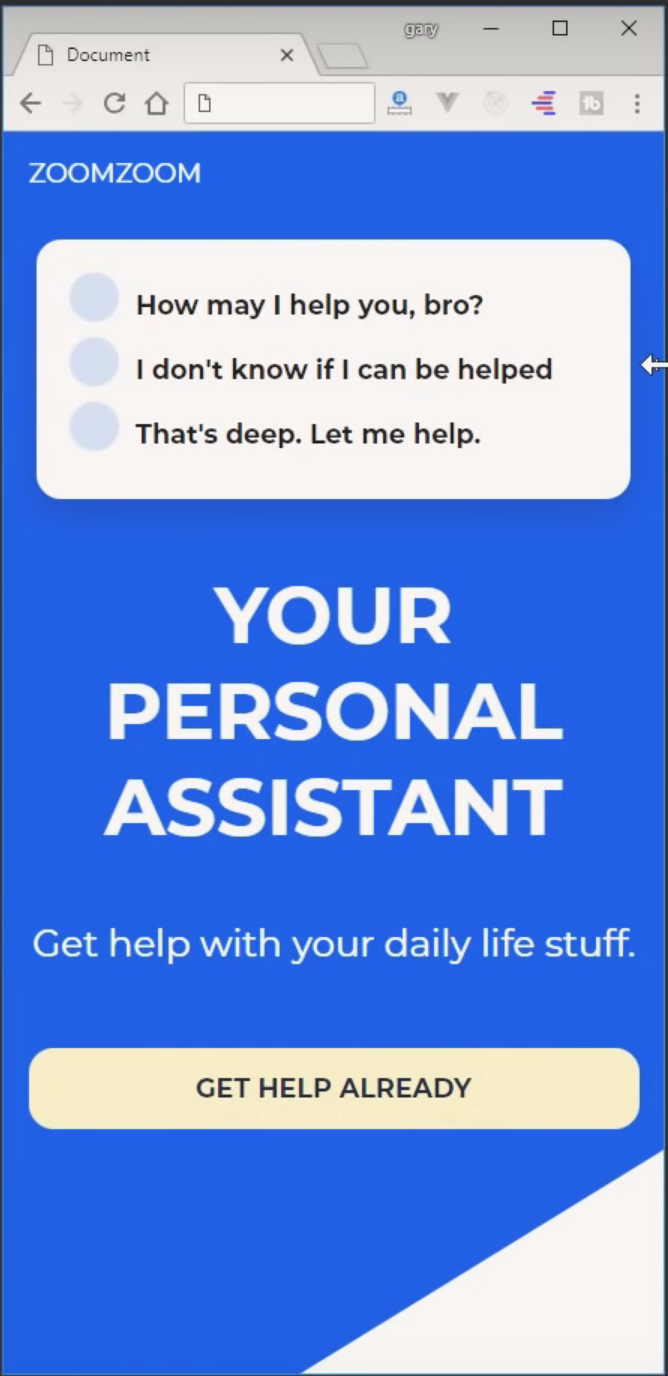 gary
Document
ZOOMZOOM
How may I help you, bro?
I don't know if I can be helped
That's deep. Let me help.
YOUR
PERSONAL
ASSISTANT
Get help with your daily life stuff.
GET HELP ALREADY